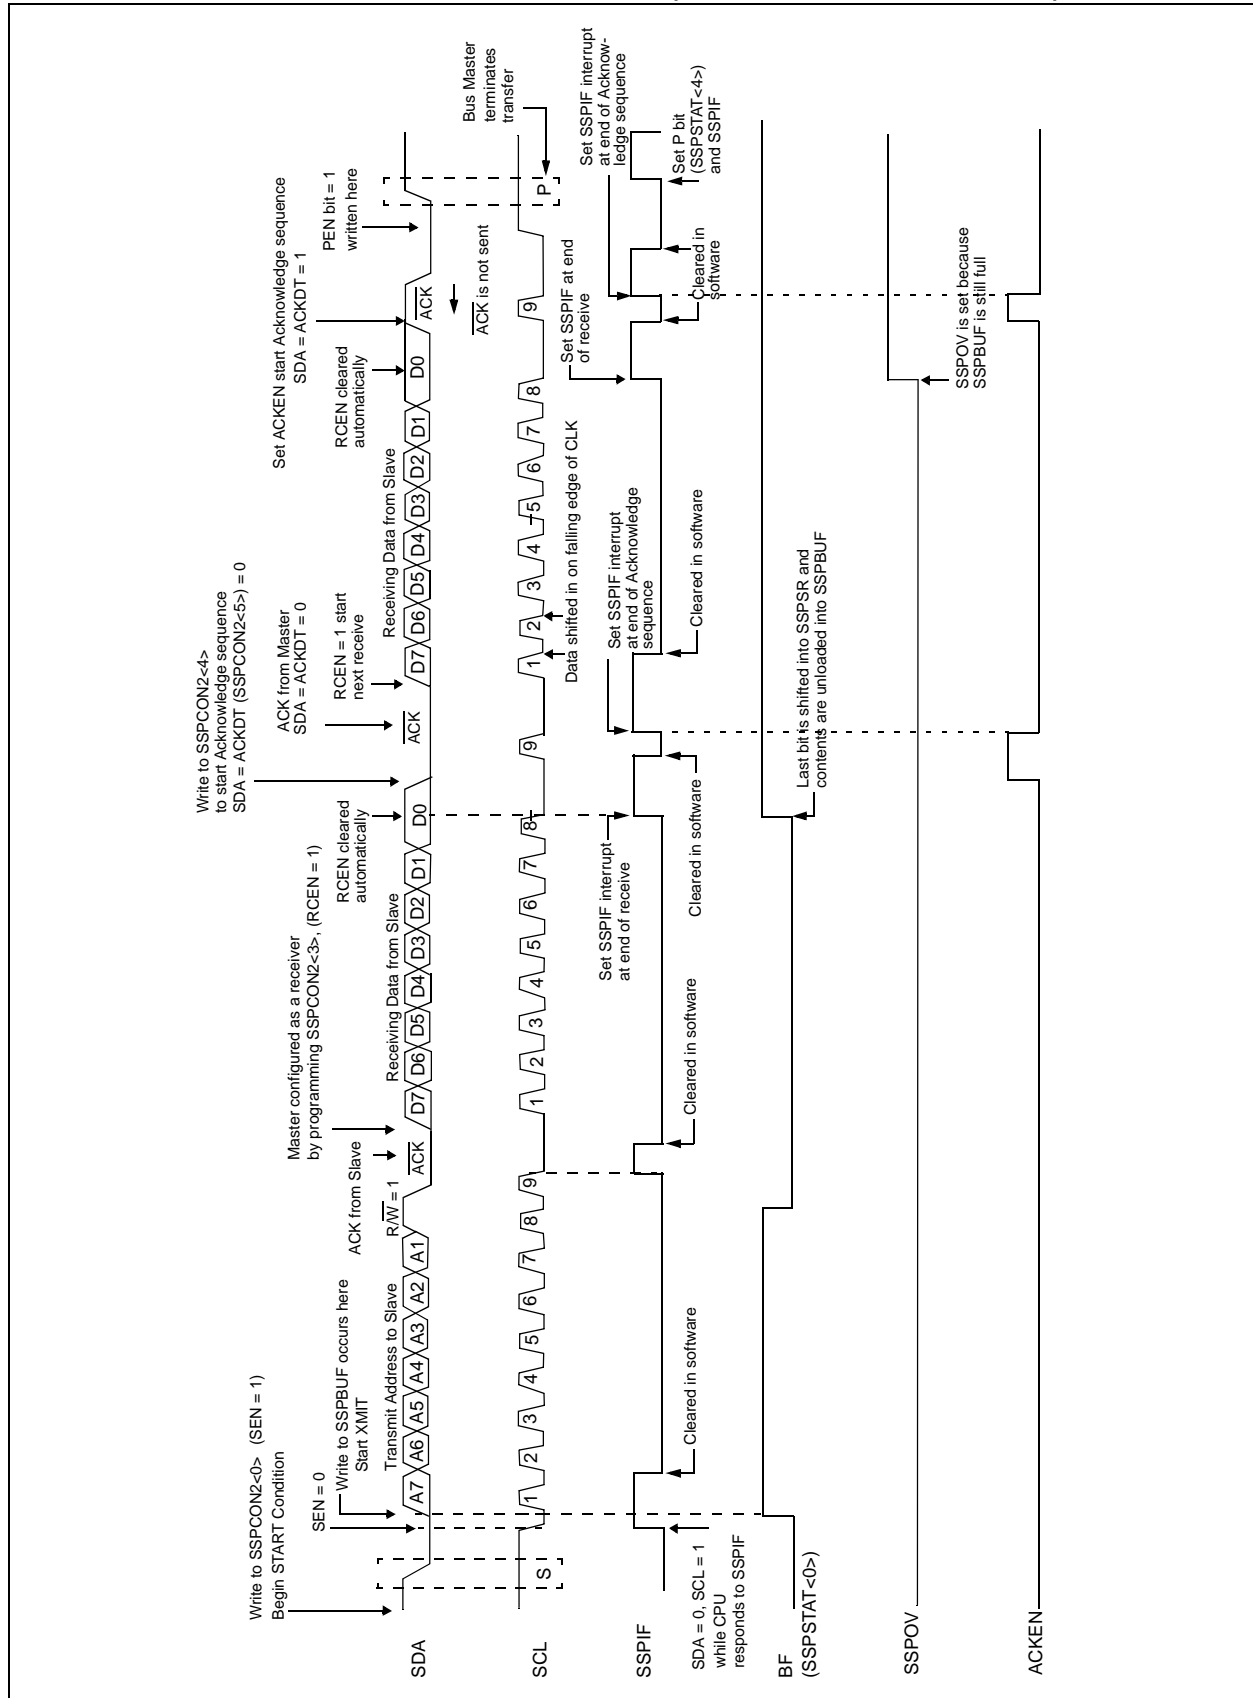 Write to SSPCON2<0> (SEN = 1)
Begin START Condition
SEN = 0
Write to SSPBUF occurs here
Start XMIT
Transmit Address to Slave
ACK from Slave
R/W = 1
Master configured as a receiver
by programming SSPCON2<3>, (RCEN = 1)
Receiving Data from Slave
RCEN cleared
automatically
Write to SSPCON2<4>
to start Acknowledge sequence
SDA = ACKDT (SSPCON2<5>) = 0
ACK from Master
SDA = ACKDT = 0
RCEN = 1 start
next receive
Receiving Data from Slave
RCEN cleared
automatically
Set ACKEN start Acknowledge sequence
SDA = ACKDT = 1
PEN bit = 1
written here
SDA
A7 A6 A5 A4 A3 A2 A1
ACK
D7 D6 D5 D4 D3 D2 D1 D0
ACK
D7 D6 D5 D4 D3 D2 D1 D0
ACK
ACK is not sent
Bus Master
terminates
transfer
SCL
S
1 2 3 4 5 6 7 8 9
1 2 3 4 5 6 7 8
9
1 2 3 4 5 6 7 8
9
P
Data shifted in on falling edge of CLK
Set SSPIF interrupt
at end of receive
Set SSPIF interrupt
at end of Acknowledge
sequence
Set SSPIF at end
of receive
Set SSPIF interrupt
at end of Acknow-
ledge sequence
SSPIF
SDA = 0, SCL = 1
while CPU
responds to SSPIF
Cleared in software
Cleared in software
Cleared in software
Cleared in software
Cleared in
software
Set P bit
(SSPSTAT<4>)
and SSPIF
BF
(SSPSTAT<0>)
Last bit is shifted into SSPSR and
contents are unloaded into SSPBUF
SSPOV
SSPOV is set because
SSPBUF is still full
ACKEN